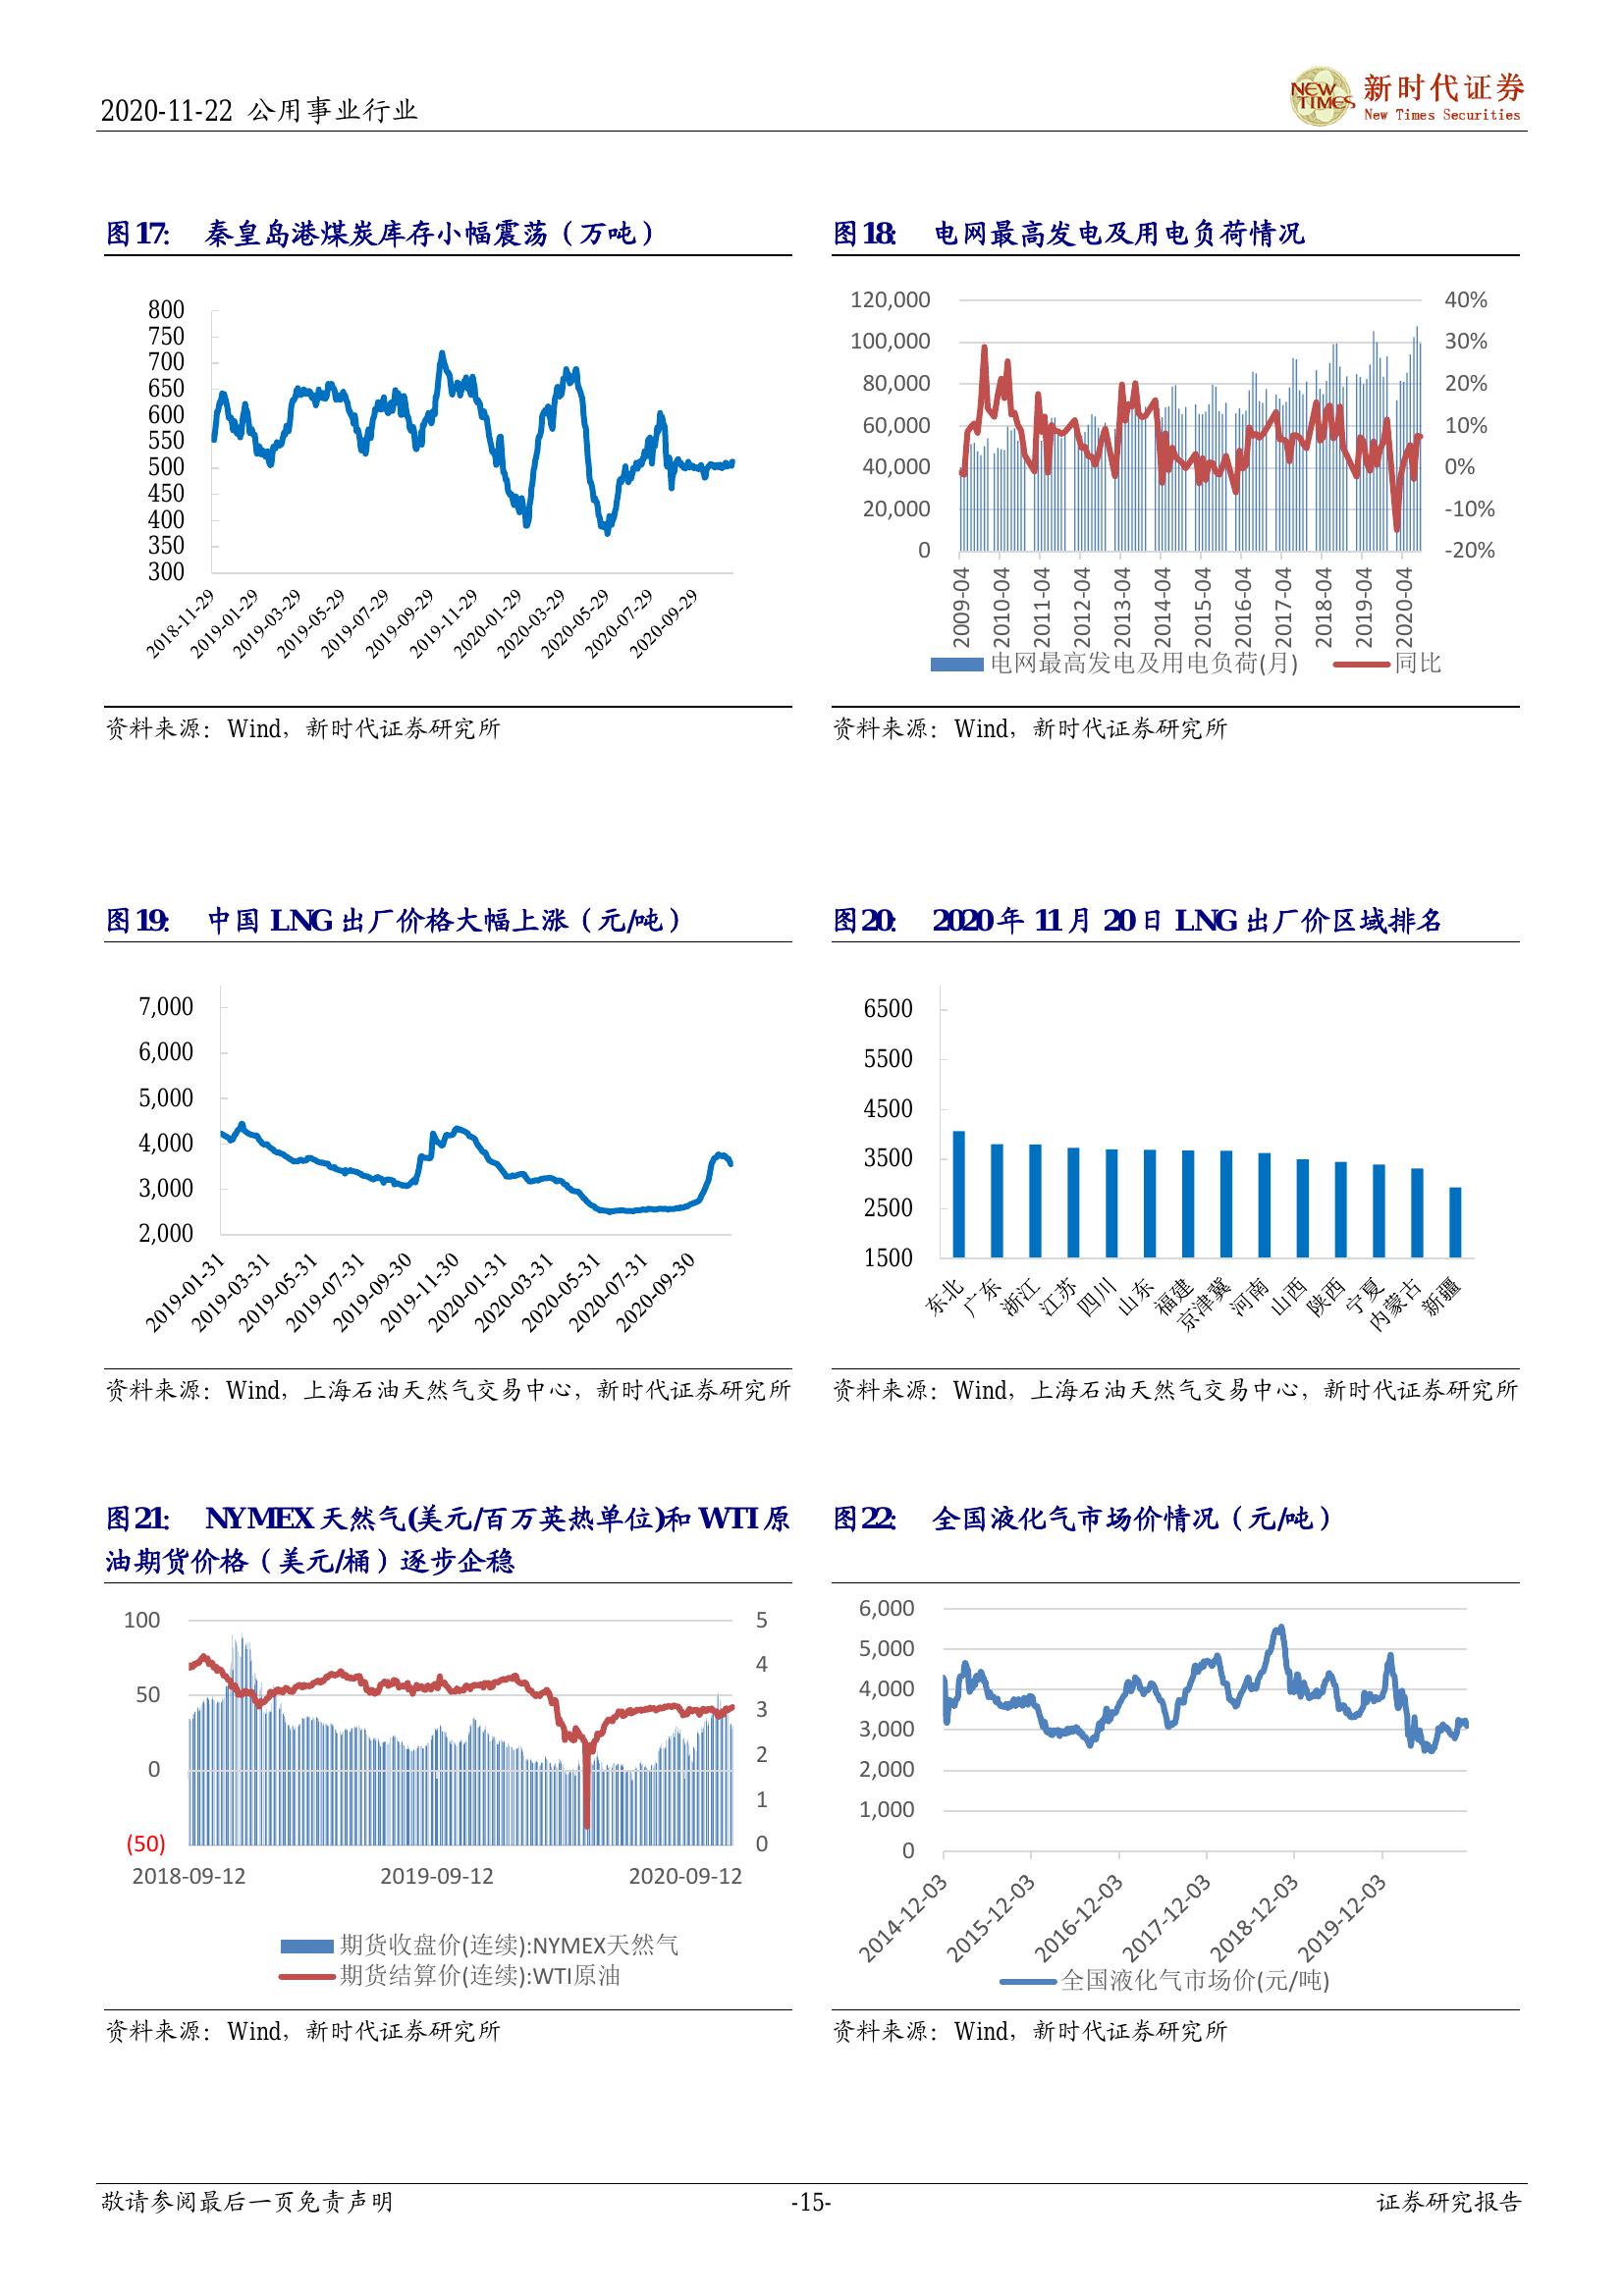 2020-11-22 公用事业行业
NEW TIMES
新时代证券
New Times Securities
图17： 秦皇岛港煤炭库存小幅震荡（万吨）
800
750
700
650
600
550
500
450
400
350
300
2018-11-29
2019-01-29
2019-03-29
2019-05-29
2019-07-29
2019-09-29
2019-11-29
2020-01-29
2020-03-29
2020-05-29
2020-07-29
2020-09-29
资料来源：Wind，新时代证券研究所
图18： 电网最高发电及用电负荷情况
120,000
100,000
80,000
60,000
40,000
20,000
0
40%
30%
20%
10%
0%
-10%
-20%
2009-04
2010-04
2011-04
2012-04
2013-04
2014-04
2015-04
2016-04
2017-04
2018-04
2019-04
2020-04
电网最高发电及用电负荷(月)
同比
资料来源：Wind，新时代证券研究所
图19： 中国 LNG 出厂价格大幅上涨（元/吨）
7,000
6,000
5,000
4,000
3,000
2,000
2019-01-31
2019-03-31
2019-05-31
2019-07-31
2019-09-30
2019-11-30
2020-01-31
2020-03-31
2020-05-31
2020-07-31
2020-09-30
资料来源：Wind，上海石油天然气交易中心，新时代证券研究所
图20： 2020 年 11 月 20 日 LNG 出厂价区域排名
6500
5500
4500
3500
2500
1500
东北
广东
浙江
江苏
四川
山东
福建
京津冀
河南
山西
陕西
宁夏
内蒙古
新疆
资料来源：Wind，上海石油天然气交易中心，新时代证券研究所
图21： NYMEX 天然气(美元/百万英热单位)和 WTI 原
油期货价格（美元/桶）逐步企稳
100
50
0
(50)
5
4
3
2
1
0
2018-09-12
2019-09-12
2020-09-12
期货收盘价(连续):NYMEX天然气
期货结算价(连续):WTI原油
资料来源：Wind，新时代证券研究所
图22： 全国液化气市场价情况（元/吨）
6,000
5,000
4,000
3,000
2,000
1,000
0
2014-12-03
2015-12-03
2016-12-03
2017-12-03
2018-12-03
2019-12-03
全国液化气市场价(元/吨)
资料来源：Wind，新时代证券研究所
敬请参阅最后一页免责声明
-15-
证券研究报告